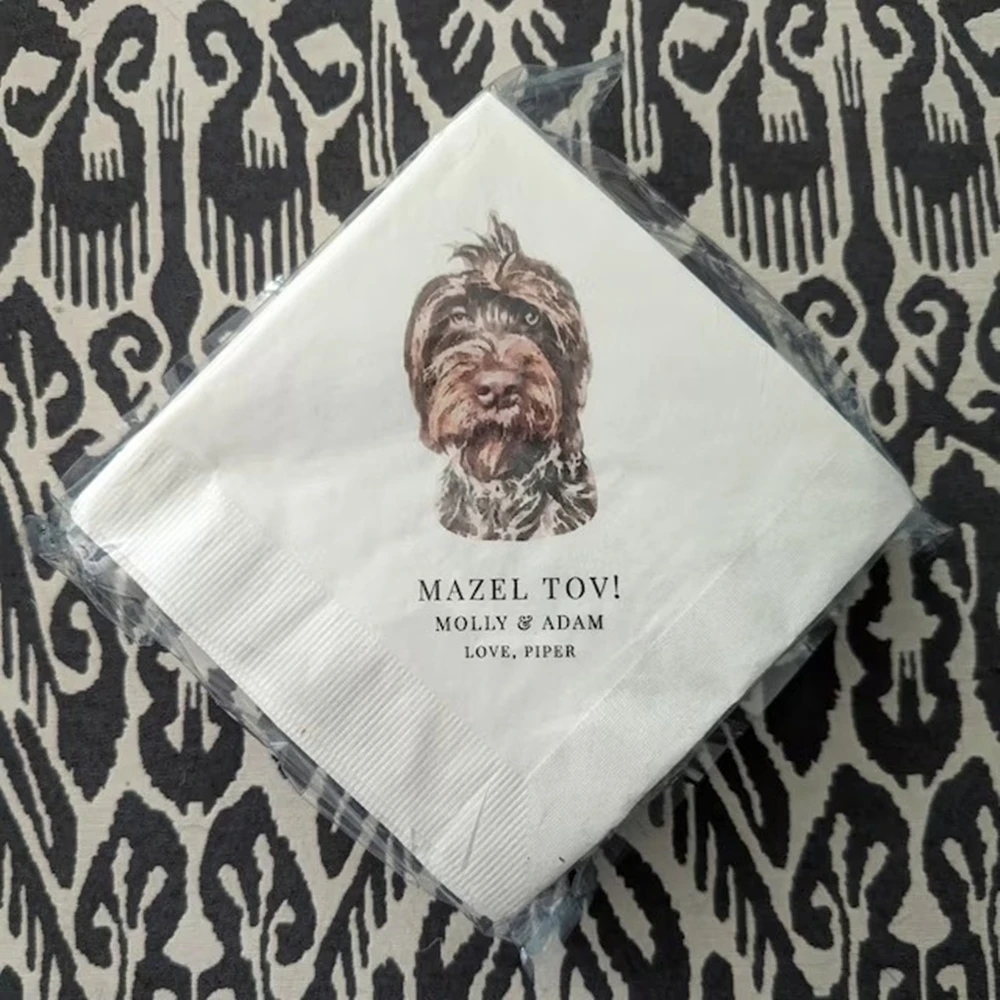 MAZEL TOV!
MOLLY & ADAM
LOVE, PIPER